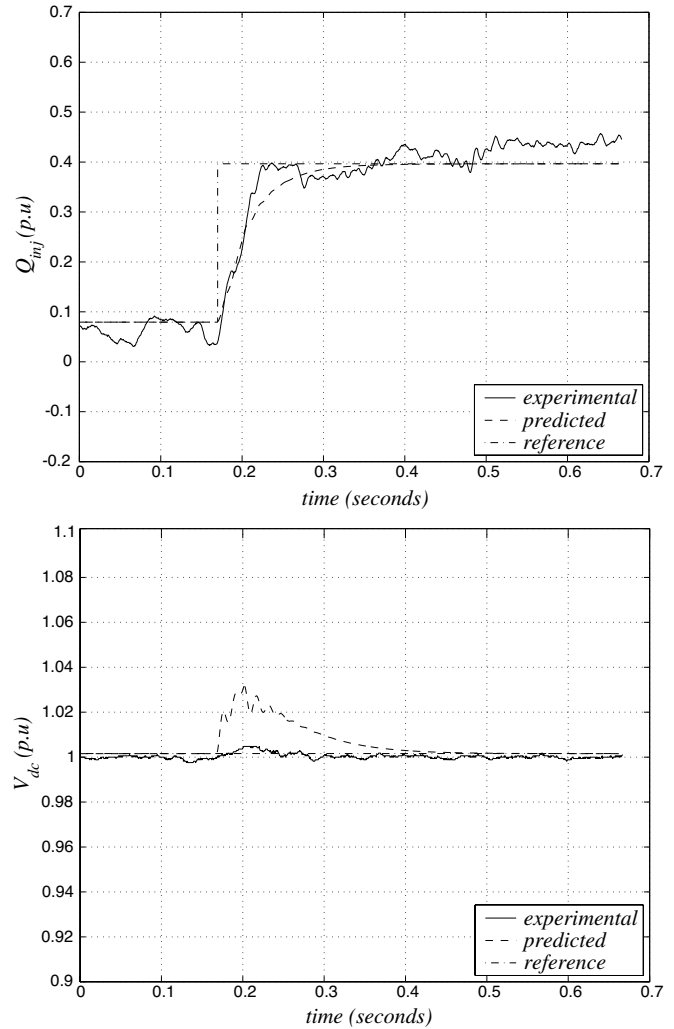 0.7
0.6
0.5
0.4
0.3
0.2
0.1
0
-0.1
-0.2
Q_inj (p.u)
experimental
predicted
reference
0 0.1 0.2 0.3 0.4 0.5 0.6 0.7
time (seconds)
1.1
1.08
1.06
1.04
1.02
1
0.98
0.96
0.94
0.92
0.9
V_dc (p.u)
experimental
predicted
reference
0 0.1 0.2 0.3 0.4 0.5 0.6 0.7
time (seconds)